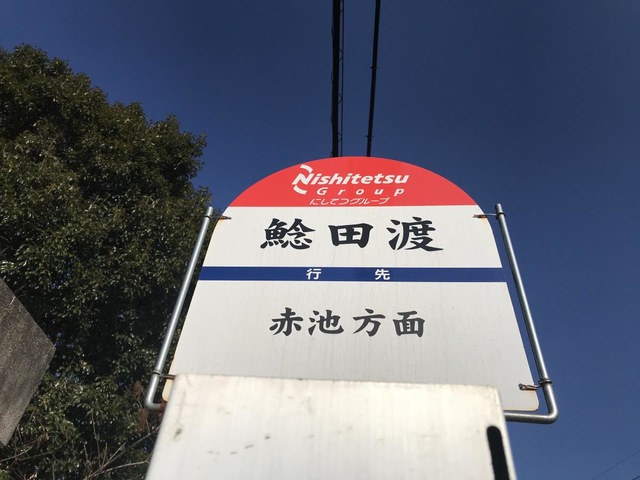 Nishitetsu
Group
にしてつグループ
鯰田渡
行先
赤池方面